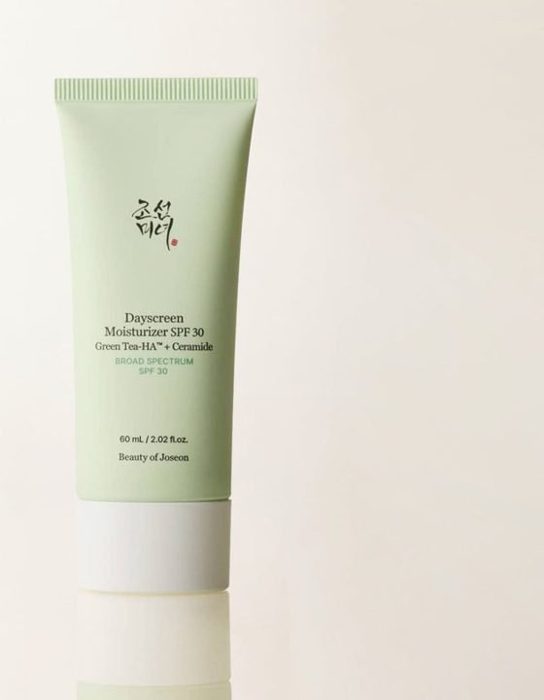 조선
미녀
Dayscreen
Moisturizer SPF 30
Green Tea-HA™ + Ceramide
BROAD SPECTRUM
SPF 30
60 mL / 2.02 fl.oz.
Beauty of Joseon